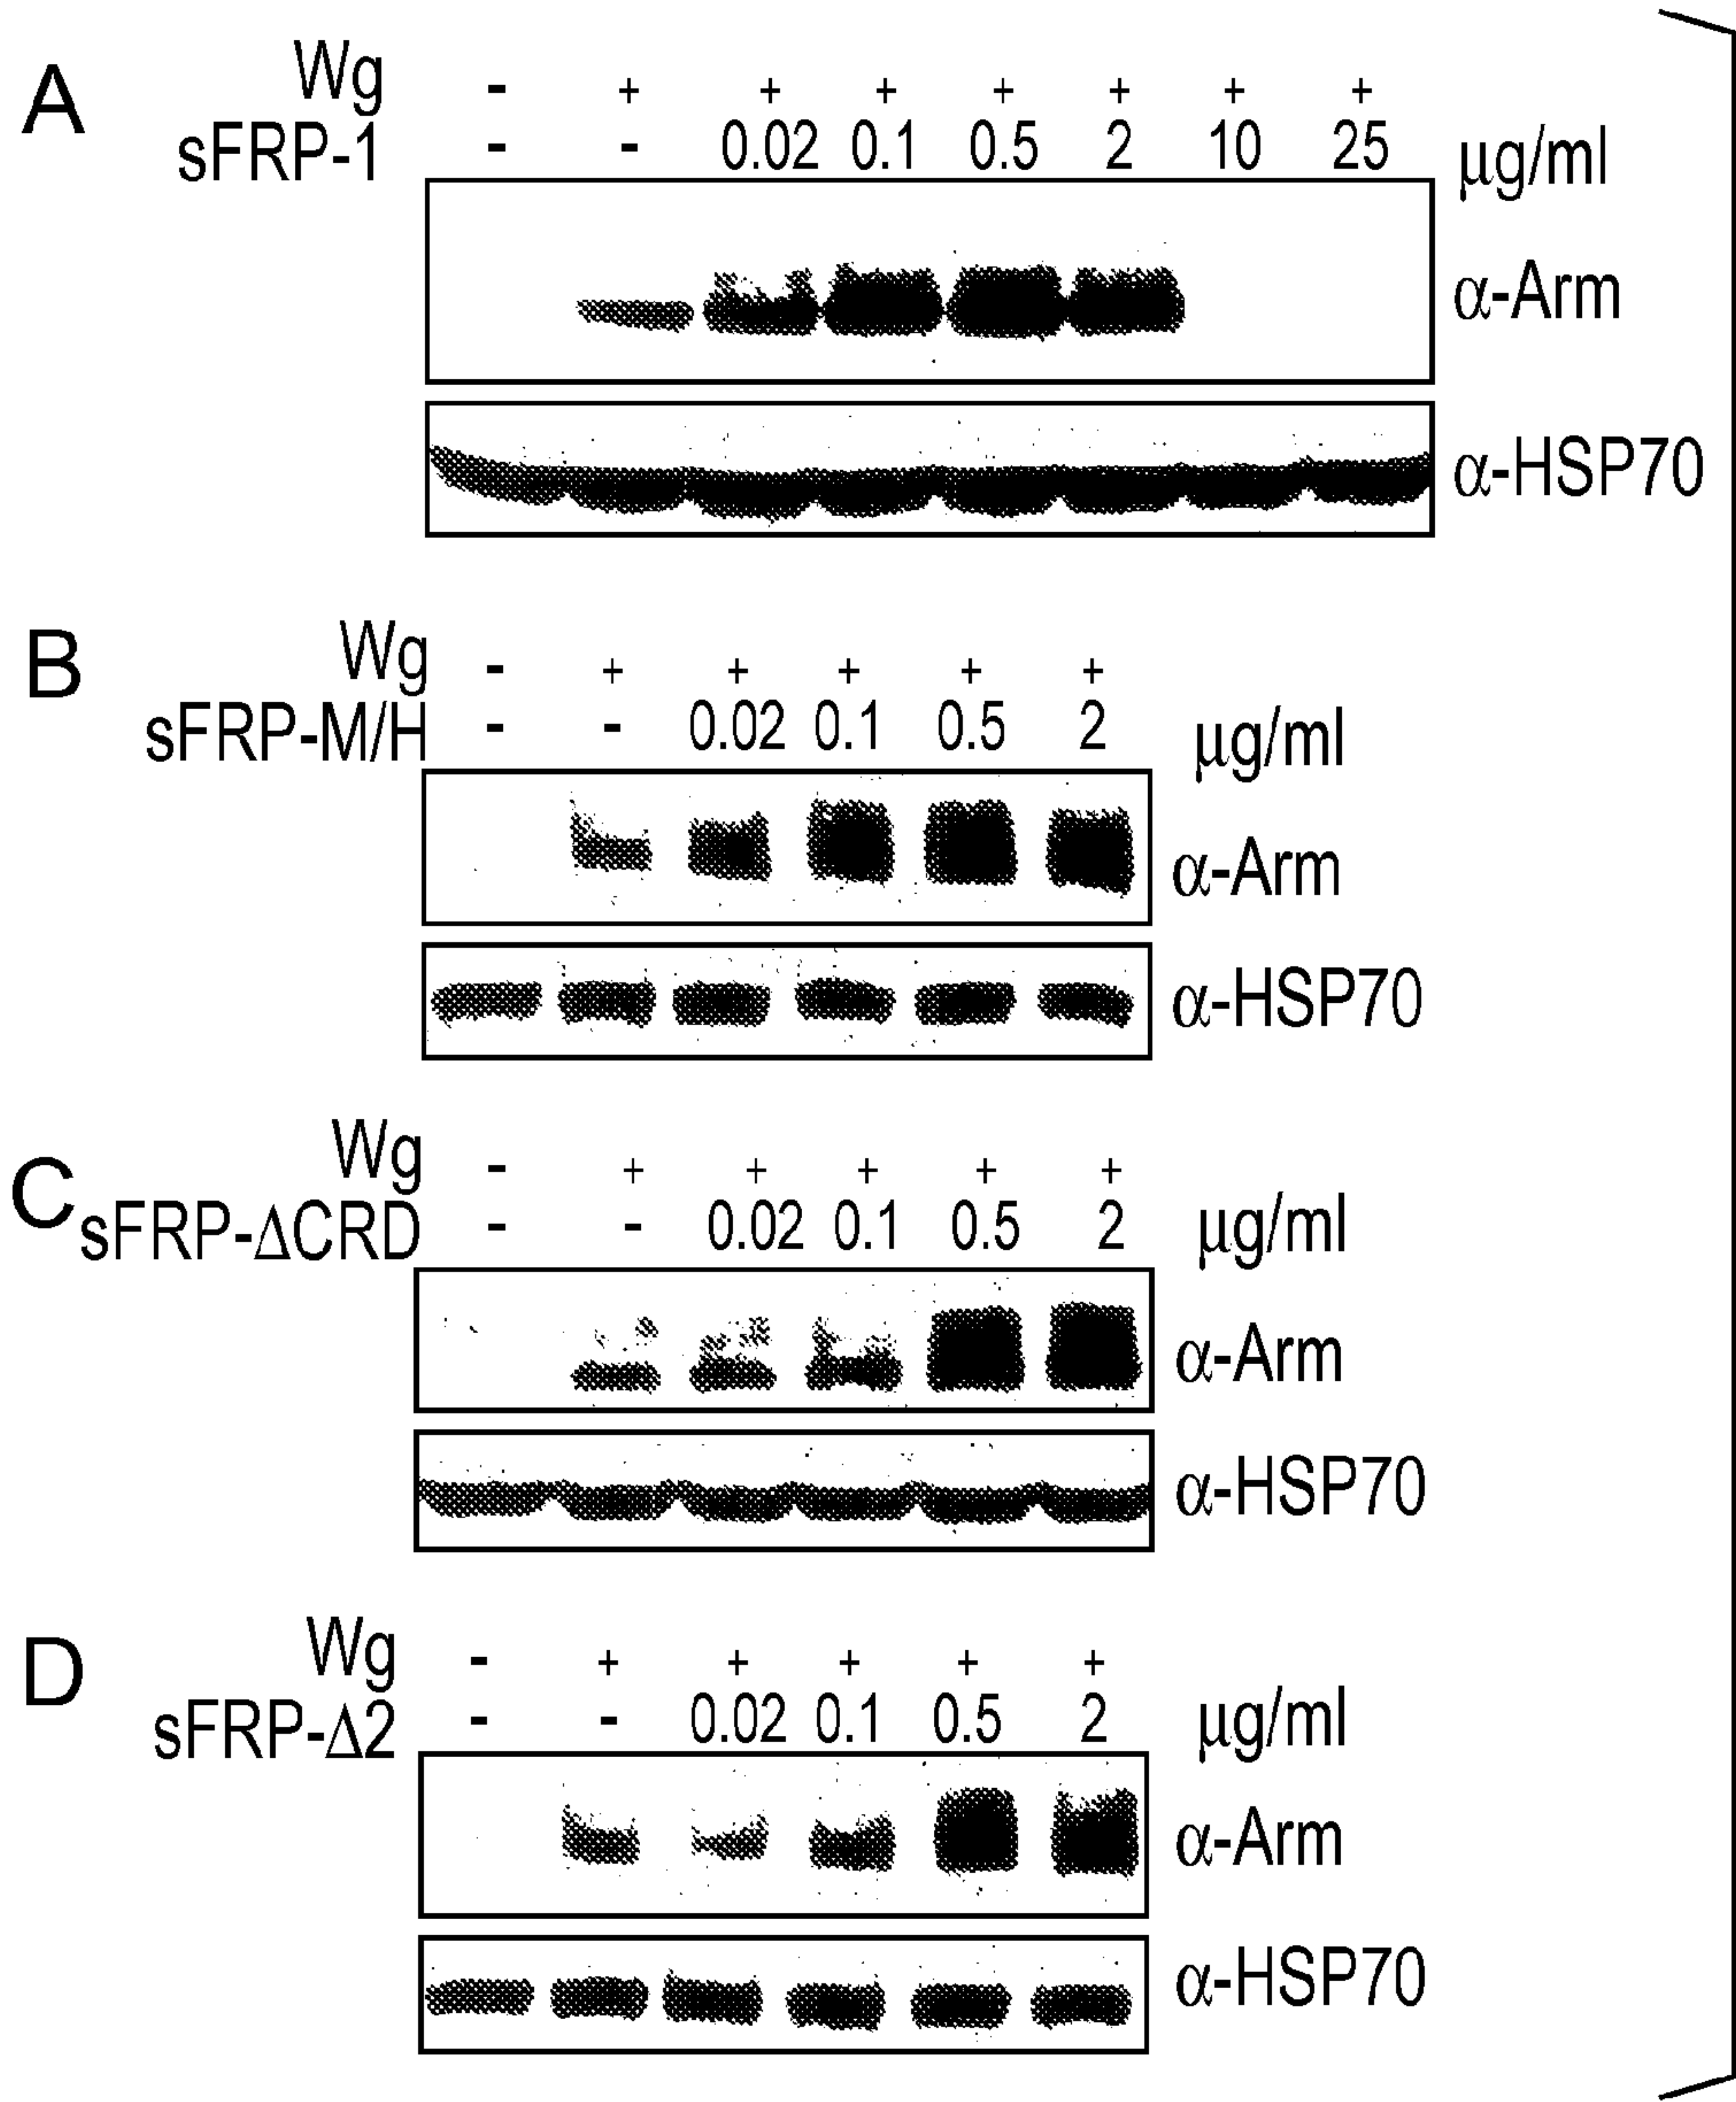 A Wg - + + + + + + +
sFRP-1 - - 0.02 0.1 0.5 2 10 25 μg/ml
α-Arm
α-HSP70
B Wg - + + + + +
sFRP-M/H - - 0.02 0.1 0.5 2 μg/ml
α-Arm
α-HSP70
C Wg - + + + + +
sFRP-ΔCRD - - 0.02 0.1 0.5 2 μg/ml
α-Arm
α-HSP70
D Wg - + + + + +
sFRP-Δ2 - - 0.02 0.1 0.5 2 μg/ml
α-Arm
α-HSP70